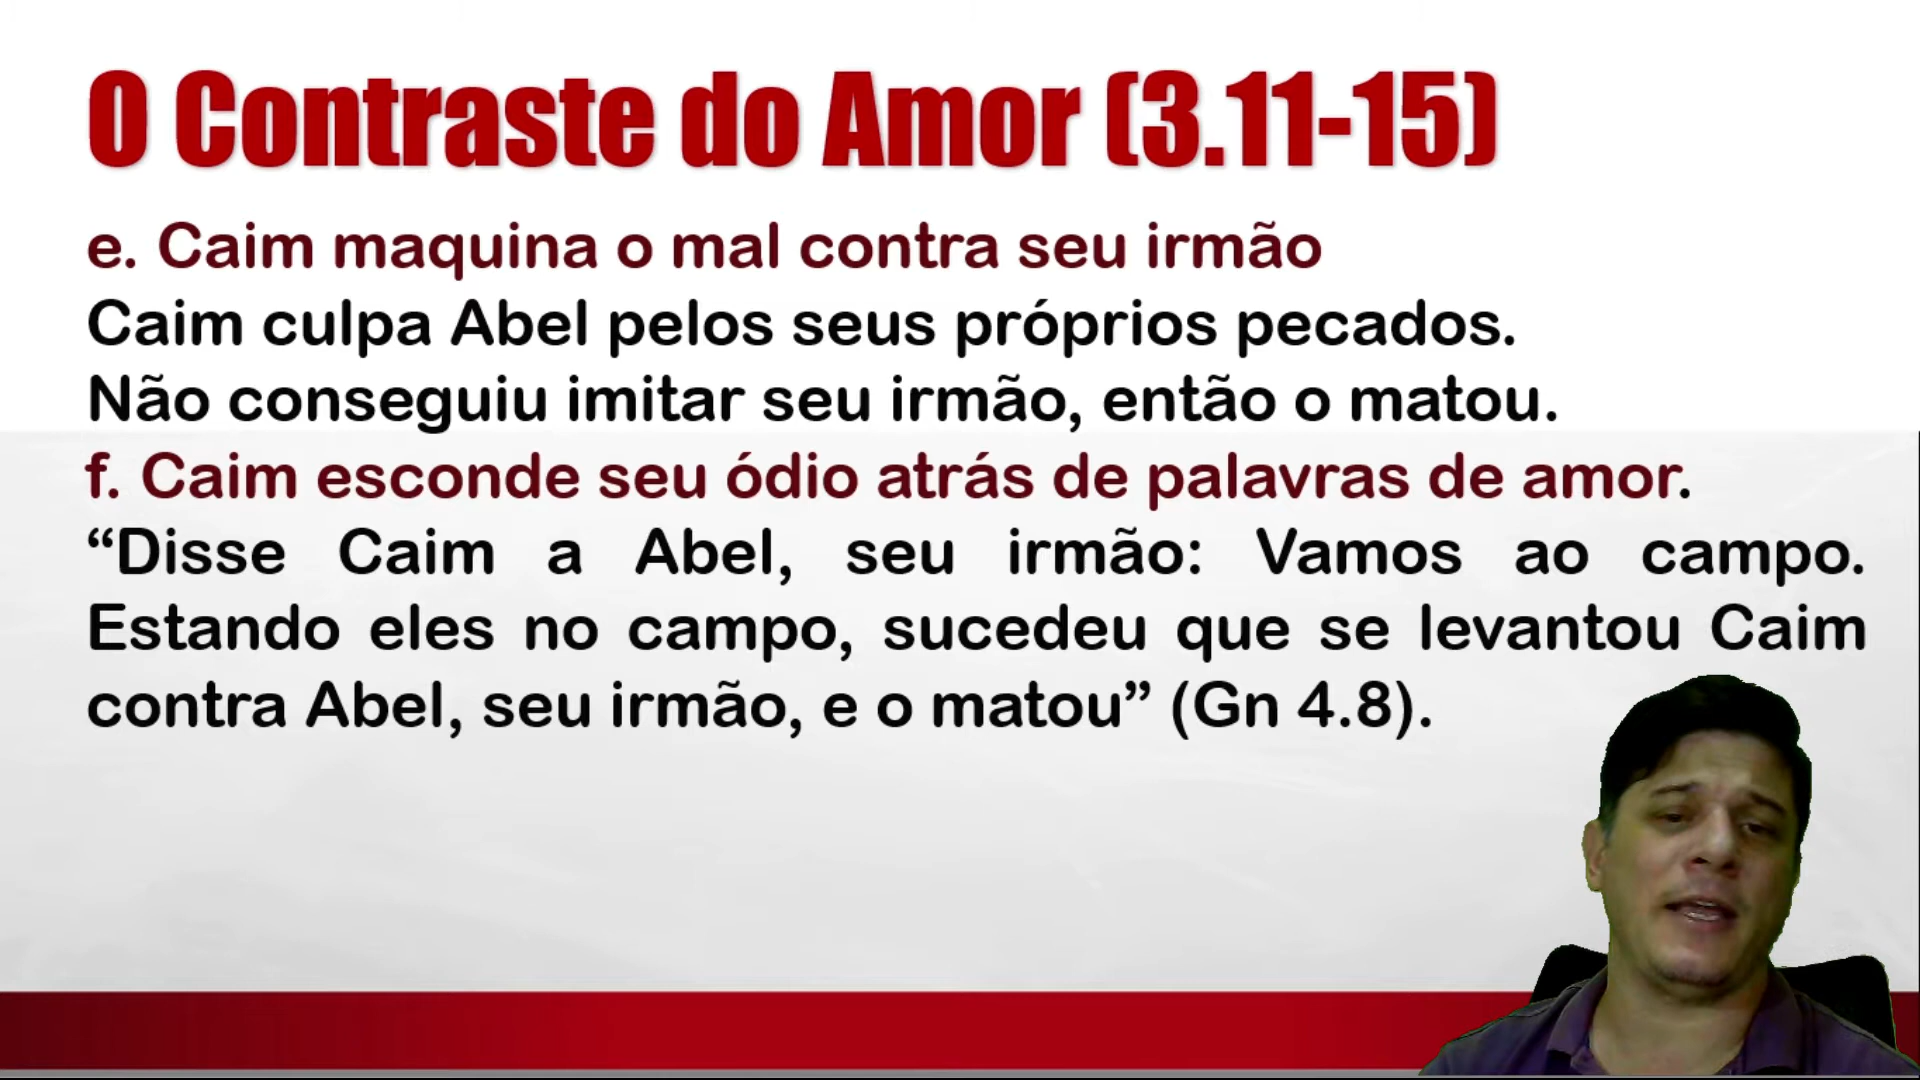 O Contraste do Amor (3.11-15)
e. Caim maquina o mal contra seu irmão
Caim culpa Abel pelos seus próprios pecados.
Não conseguiu imitar seu irmão, então o matou.
f. Caim esconde seu ódio atrás de palavras de amor.
“Disse Caim a Abel, seu irmão: Vamos ao campo.
Estando eles no campo, sucedeu que se levantou Caim
contra Abel, seu irmão, e o matou” (Gn 4.8).